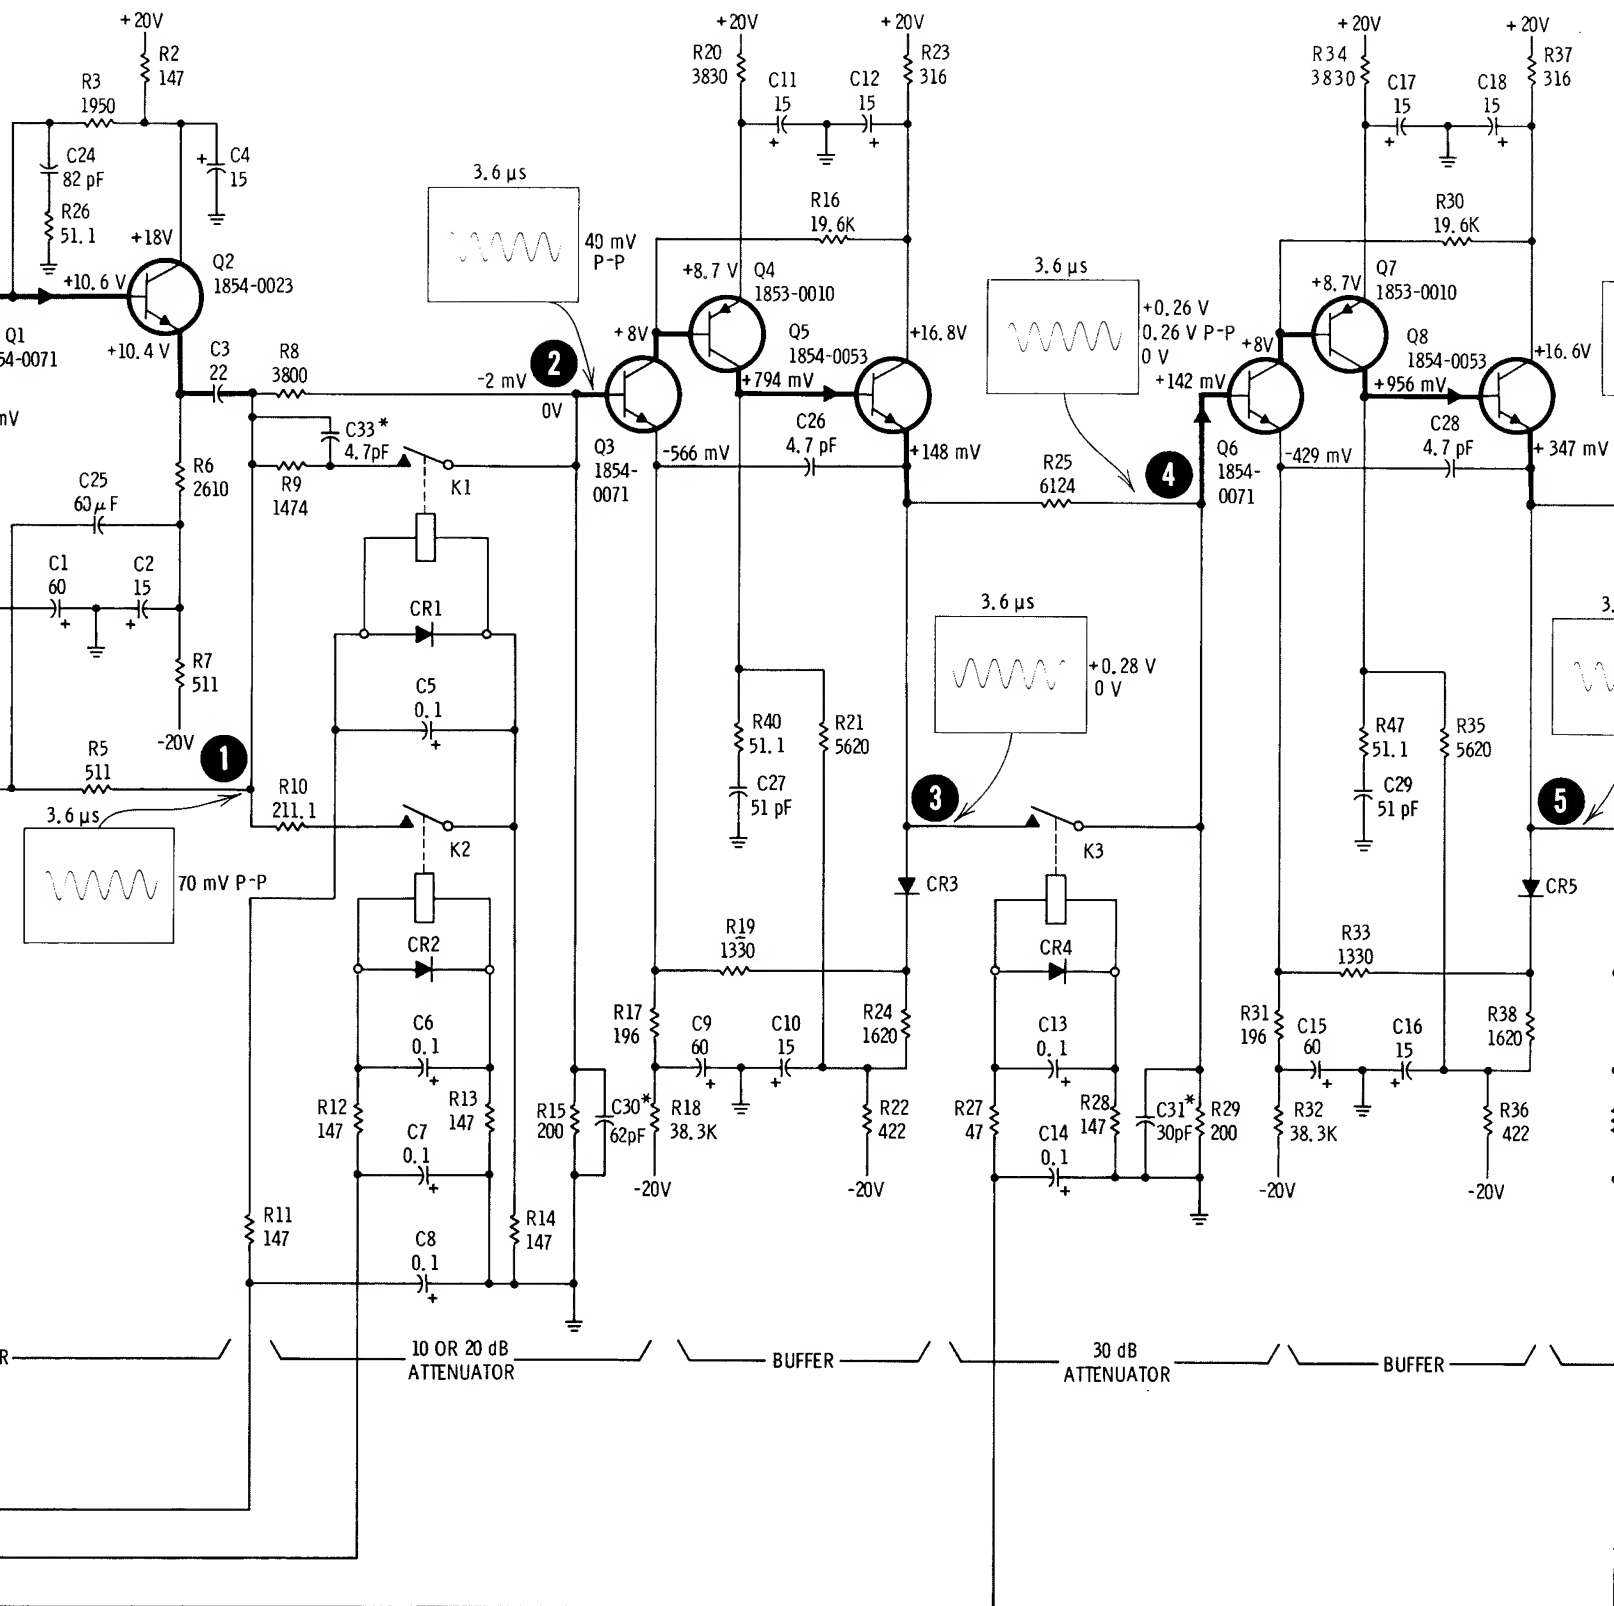 +20V
R2
147
R3
1950
C24
82 pF
R26
51.1
C4
15
+
+18V
+10.6 V
Q2
1854-0023
Q1
54-0071
+10.4 V
C3
22
R8
3800
mV
C33*
4.7pF
R9
1474
K1
R6
2610
C25
60µF
C1
60
+
C2
15
+
R7
511
-20V
1
R5
511
3.6 µs
70 mV P-P
R10
211.1
K2
CR1
C5
0.1
+
CR2
C6
0.1
+
R12
147
R13
147
C7
0.1
+
R11
147
C8
0.1
+
R14
147
R15
200
C30*
62pF
3.6 µs
40 mV
P-P
2
-2 mV
0V
+8V
Q3
1854-
0071
-566 mV
+20V
R20
3830
C11
15
+
C12
15
+
+20V
R23
316
R16
19.6K
+8.7 V
Q4
1853-0010
Q5
1854-0053
+16.8V
+794 mV
C26
4.7 pF
+148 mV
R25
6124
3.6 µs
+0.26 V
0.26 V P-P
0 V
4
3.6 µs
+0.28 V
0 V
3
K3
R40
51.1
C27
51 pF
R21
5620
CR3
R19
1330
R17
196
C9
60
+
C10
15
+
R24
1620
R18
38.3K
-20V
R22
422
-20V
CR4
C13
0.1
+
R27
47
R28
147
C14
0.1
+
C31*
30pF
R29
200
+142 mV
+8V
Q6
1854-
0071
-429 mV
+20V
R34
3830
C17
15
+
C18
15
+
+20V
R37
316
R30
19.6K
+8.7V
Q7
1853-0010
Q8
1854-0053
+16.6V
+956 mV
C28
4.7 pF
+ 347 mV
R47
51.1
C29
51 pF
R35
5620
3.
5
CR5
R33
1330
R31
196
C15
60
+
C16
15
+
R38
1620
R32
38.3K
-20V
R36
422
-20V
R
10 OR 20 dB
ATTENUATOR
BUFFER
30 dB
ATTENUATOR
BUFFER